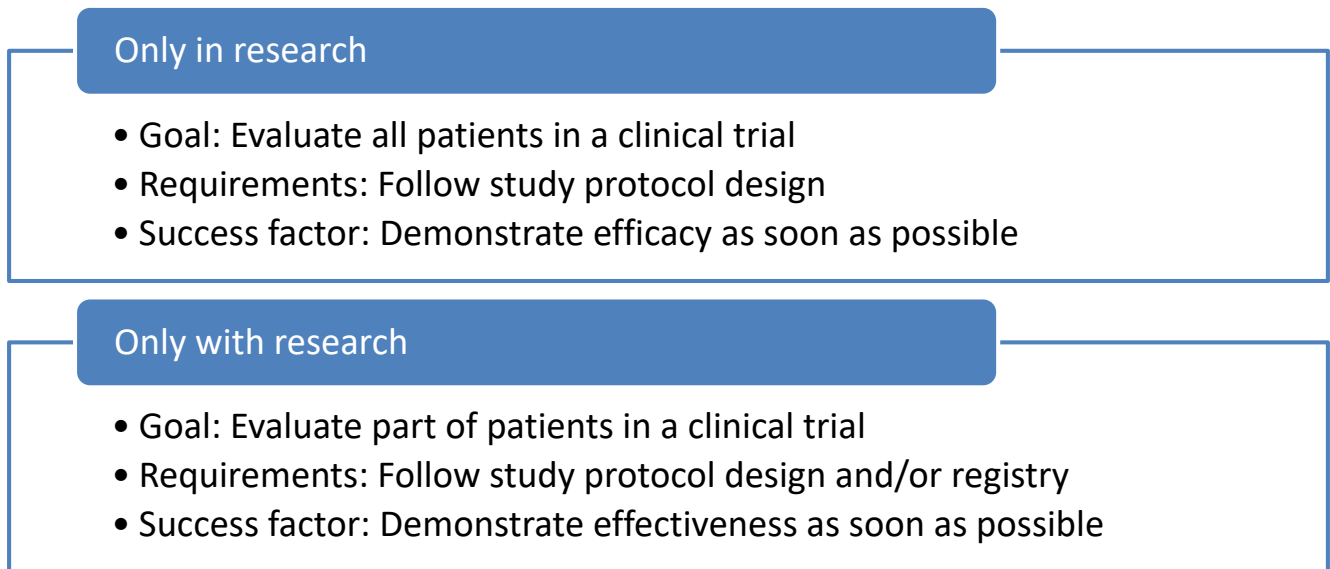 Only in research
• Goal: Evaluate all patients in a clinical trial
• Requirements: Follow study protocol design
• Success factor: Demonstrate efficacy as soon as possible
Only with research
• Goal: Evaluate part of patients in a clinical trial
• Requirements: Follow study protocol design and/or registry
• Success factor: Demonstrate effectiveness as soon as possible